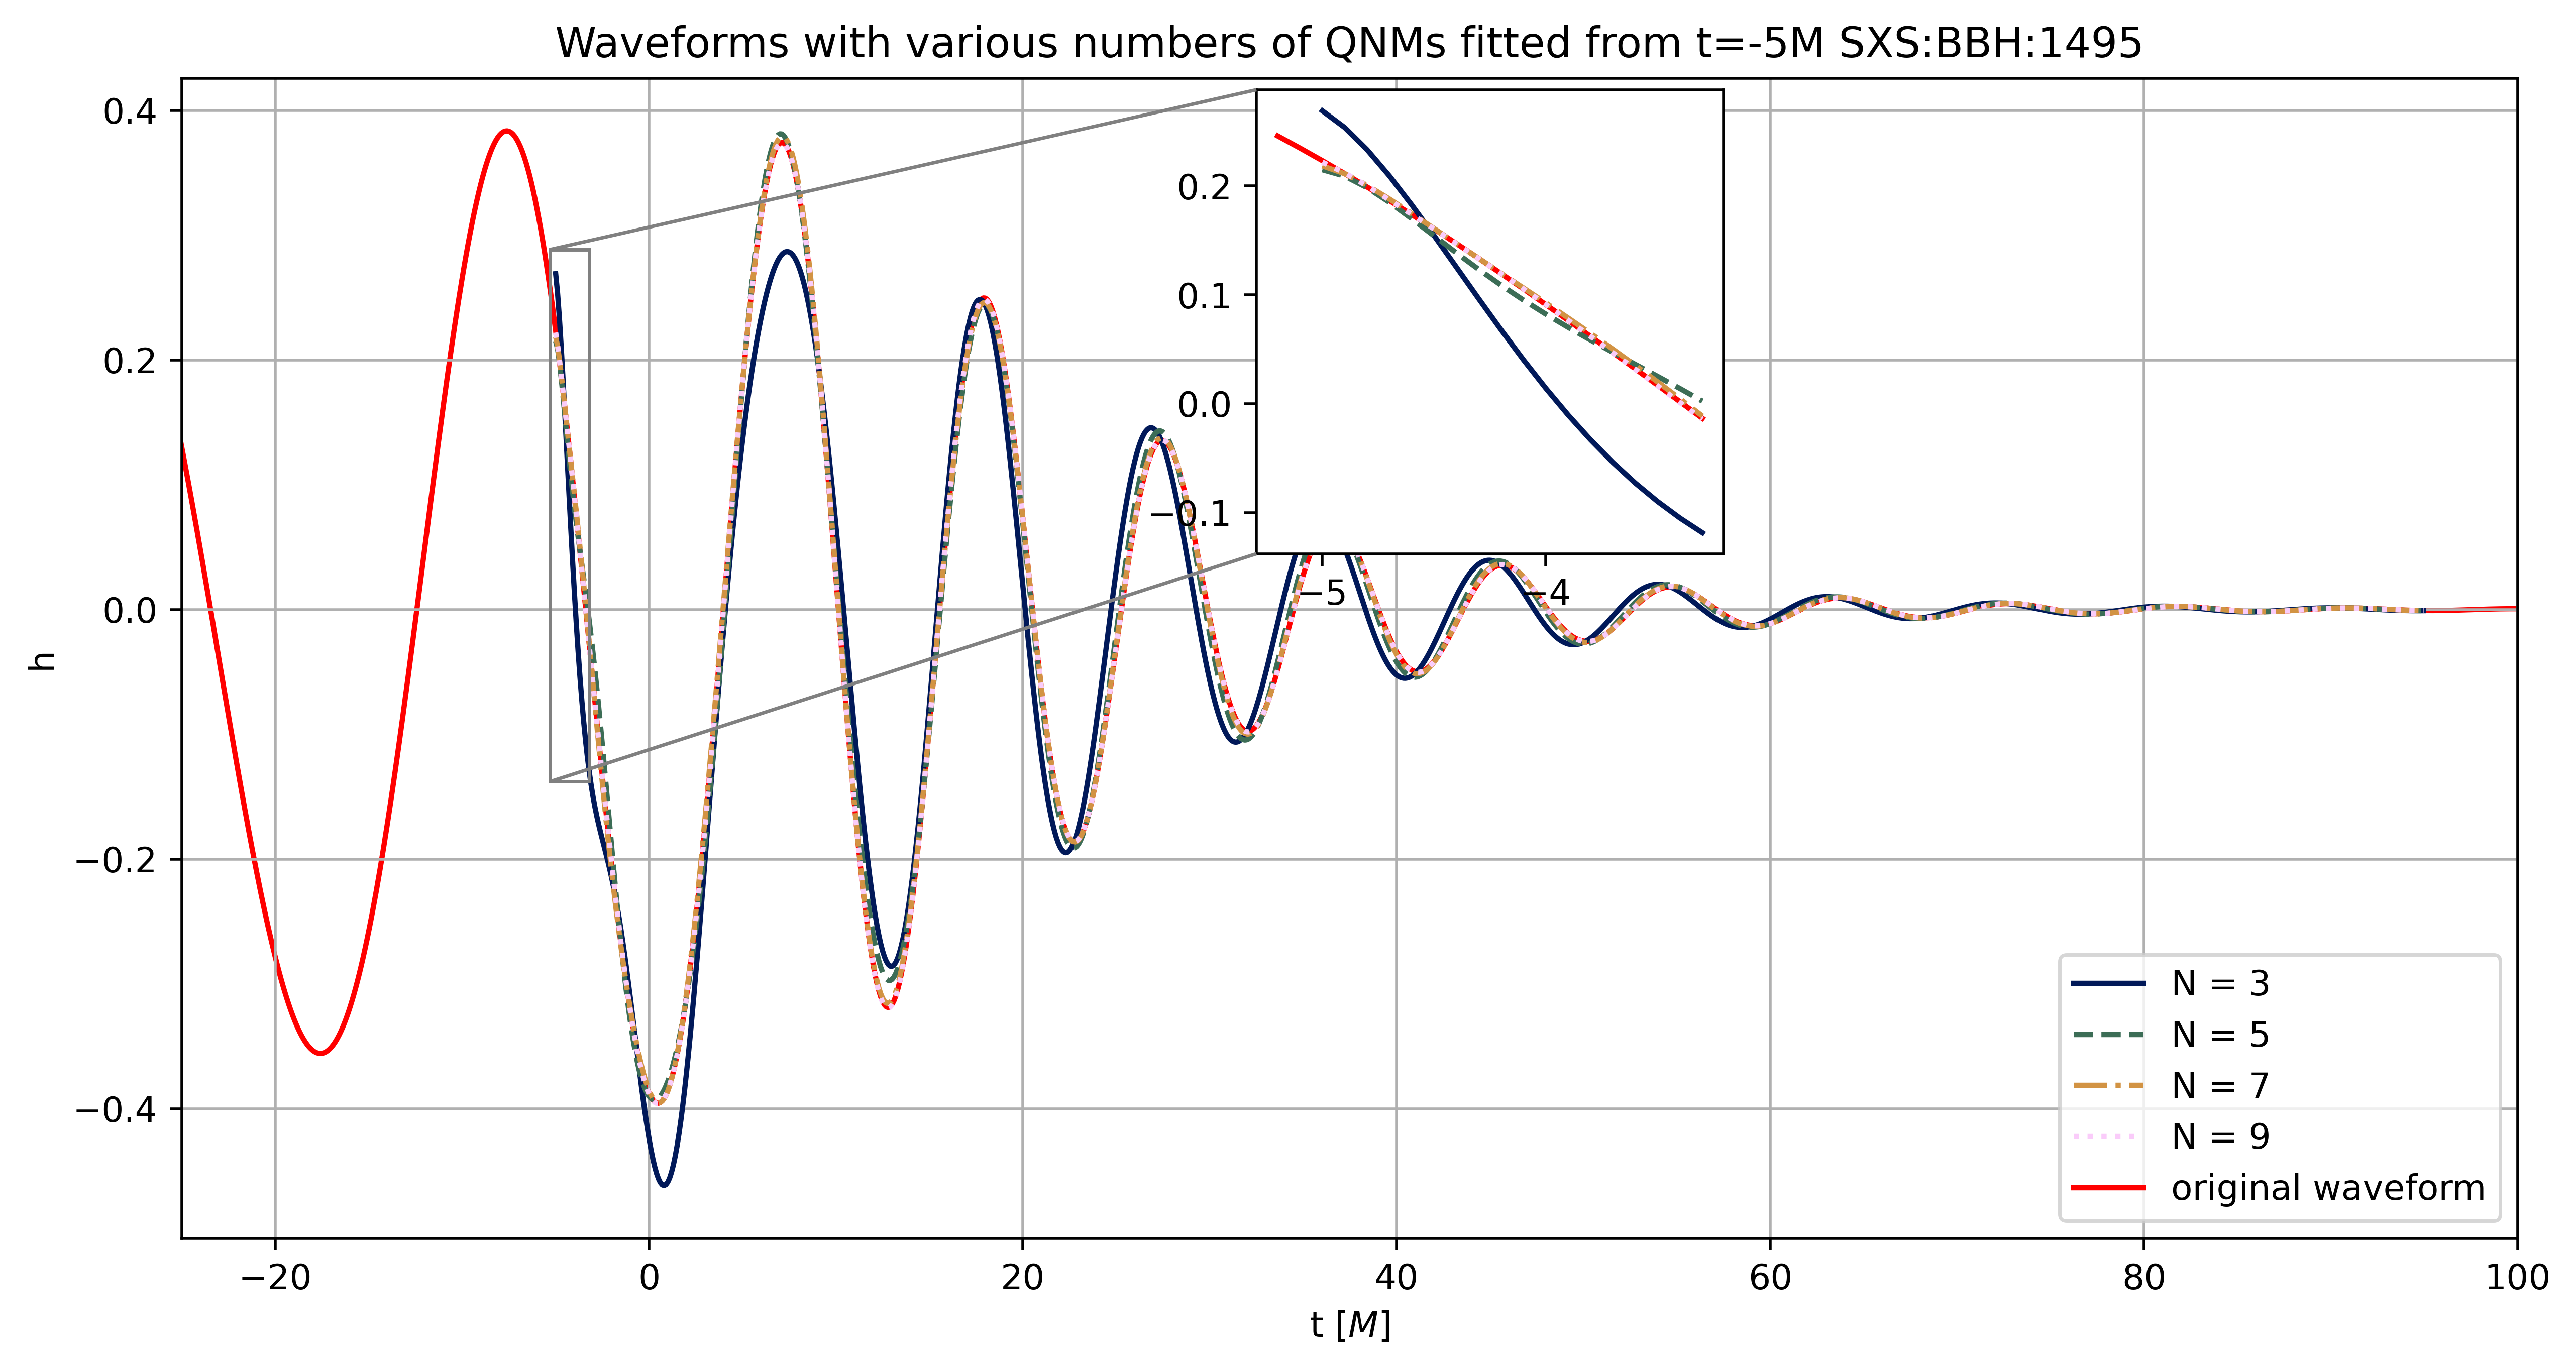 Waveforms with various numbers of QNMs fitted from t=-5M SXS:BBH:1495
0.4
0.2
0.0
−0.2
−0.4
h
0.2
0.1
0.0
−0.1
−5
−4
N = 3
N = 5
N = 7
N = 9
original waveform
−20
0
20
40
60
80
100
t [M]